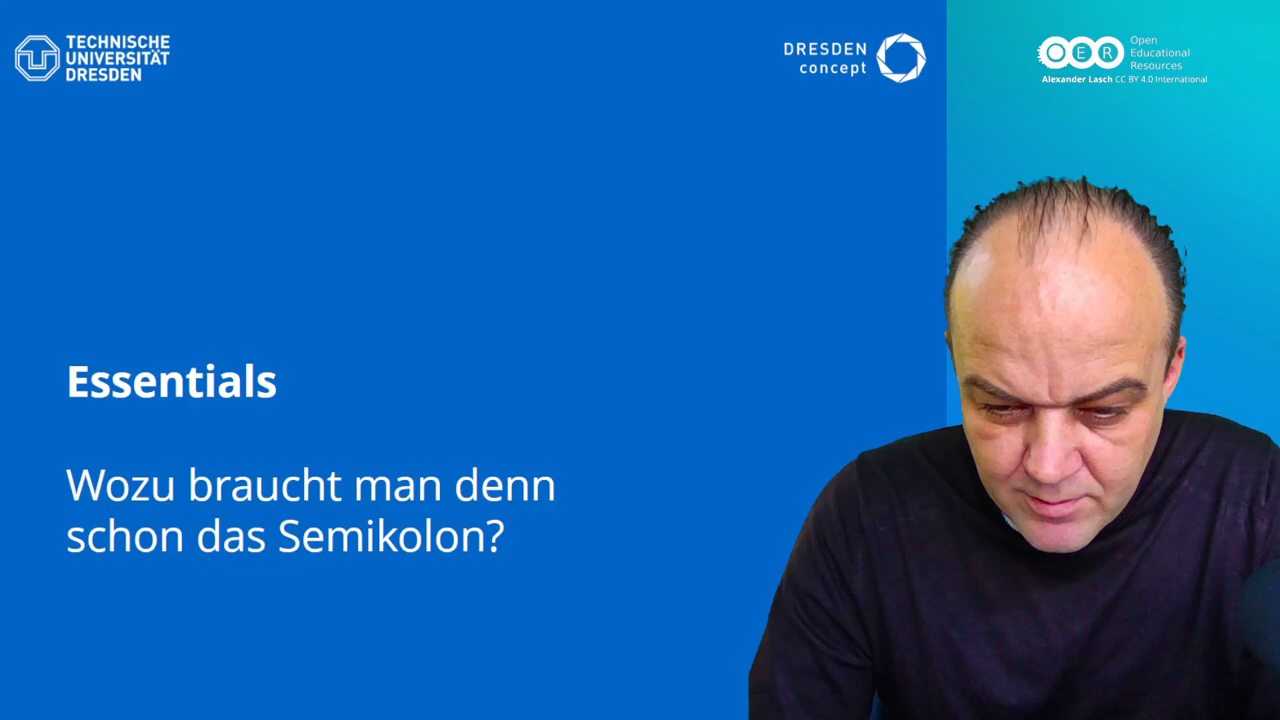 TECHNISCHE
UNIVERSITÄT
DRESDEN
DRESDEN
concept
OER
Open
Educational
Resources
Alexander Lasch CC BY 4.0 International
Essentials
Wozu braucht man denn
schon das Semikolon?